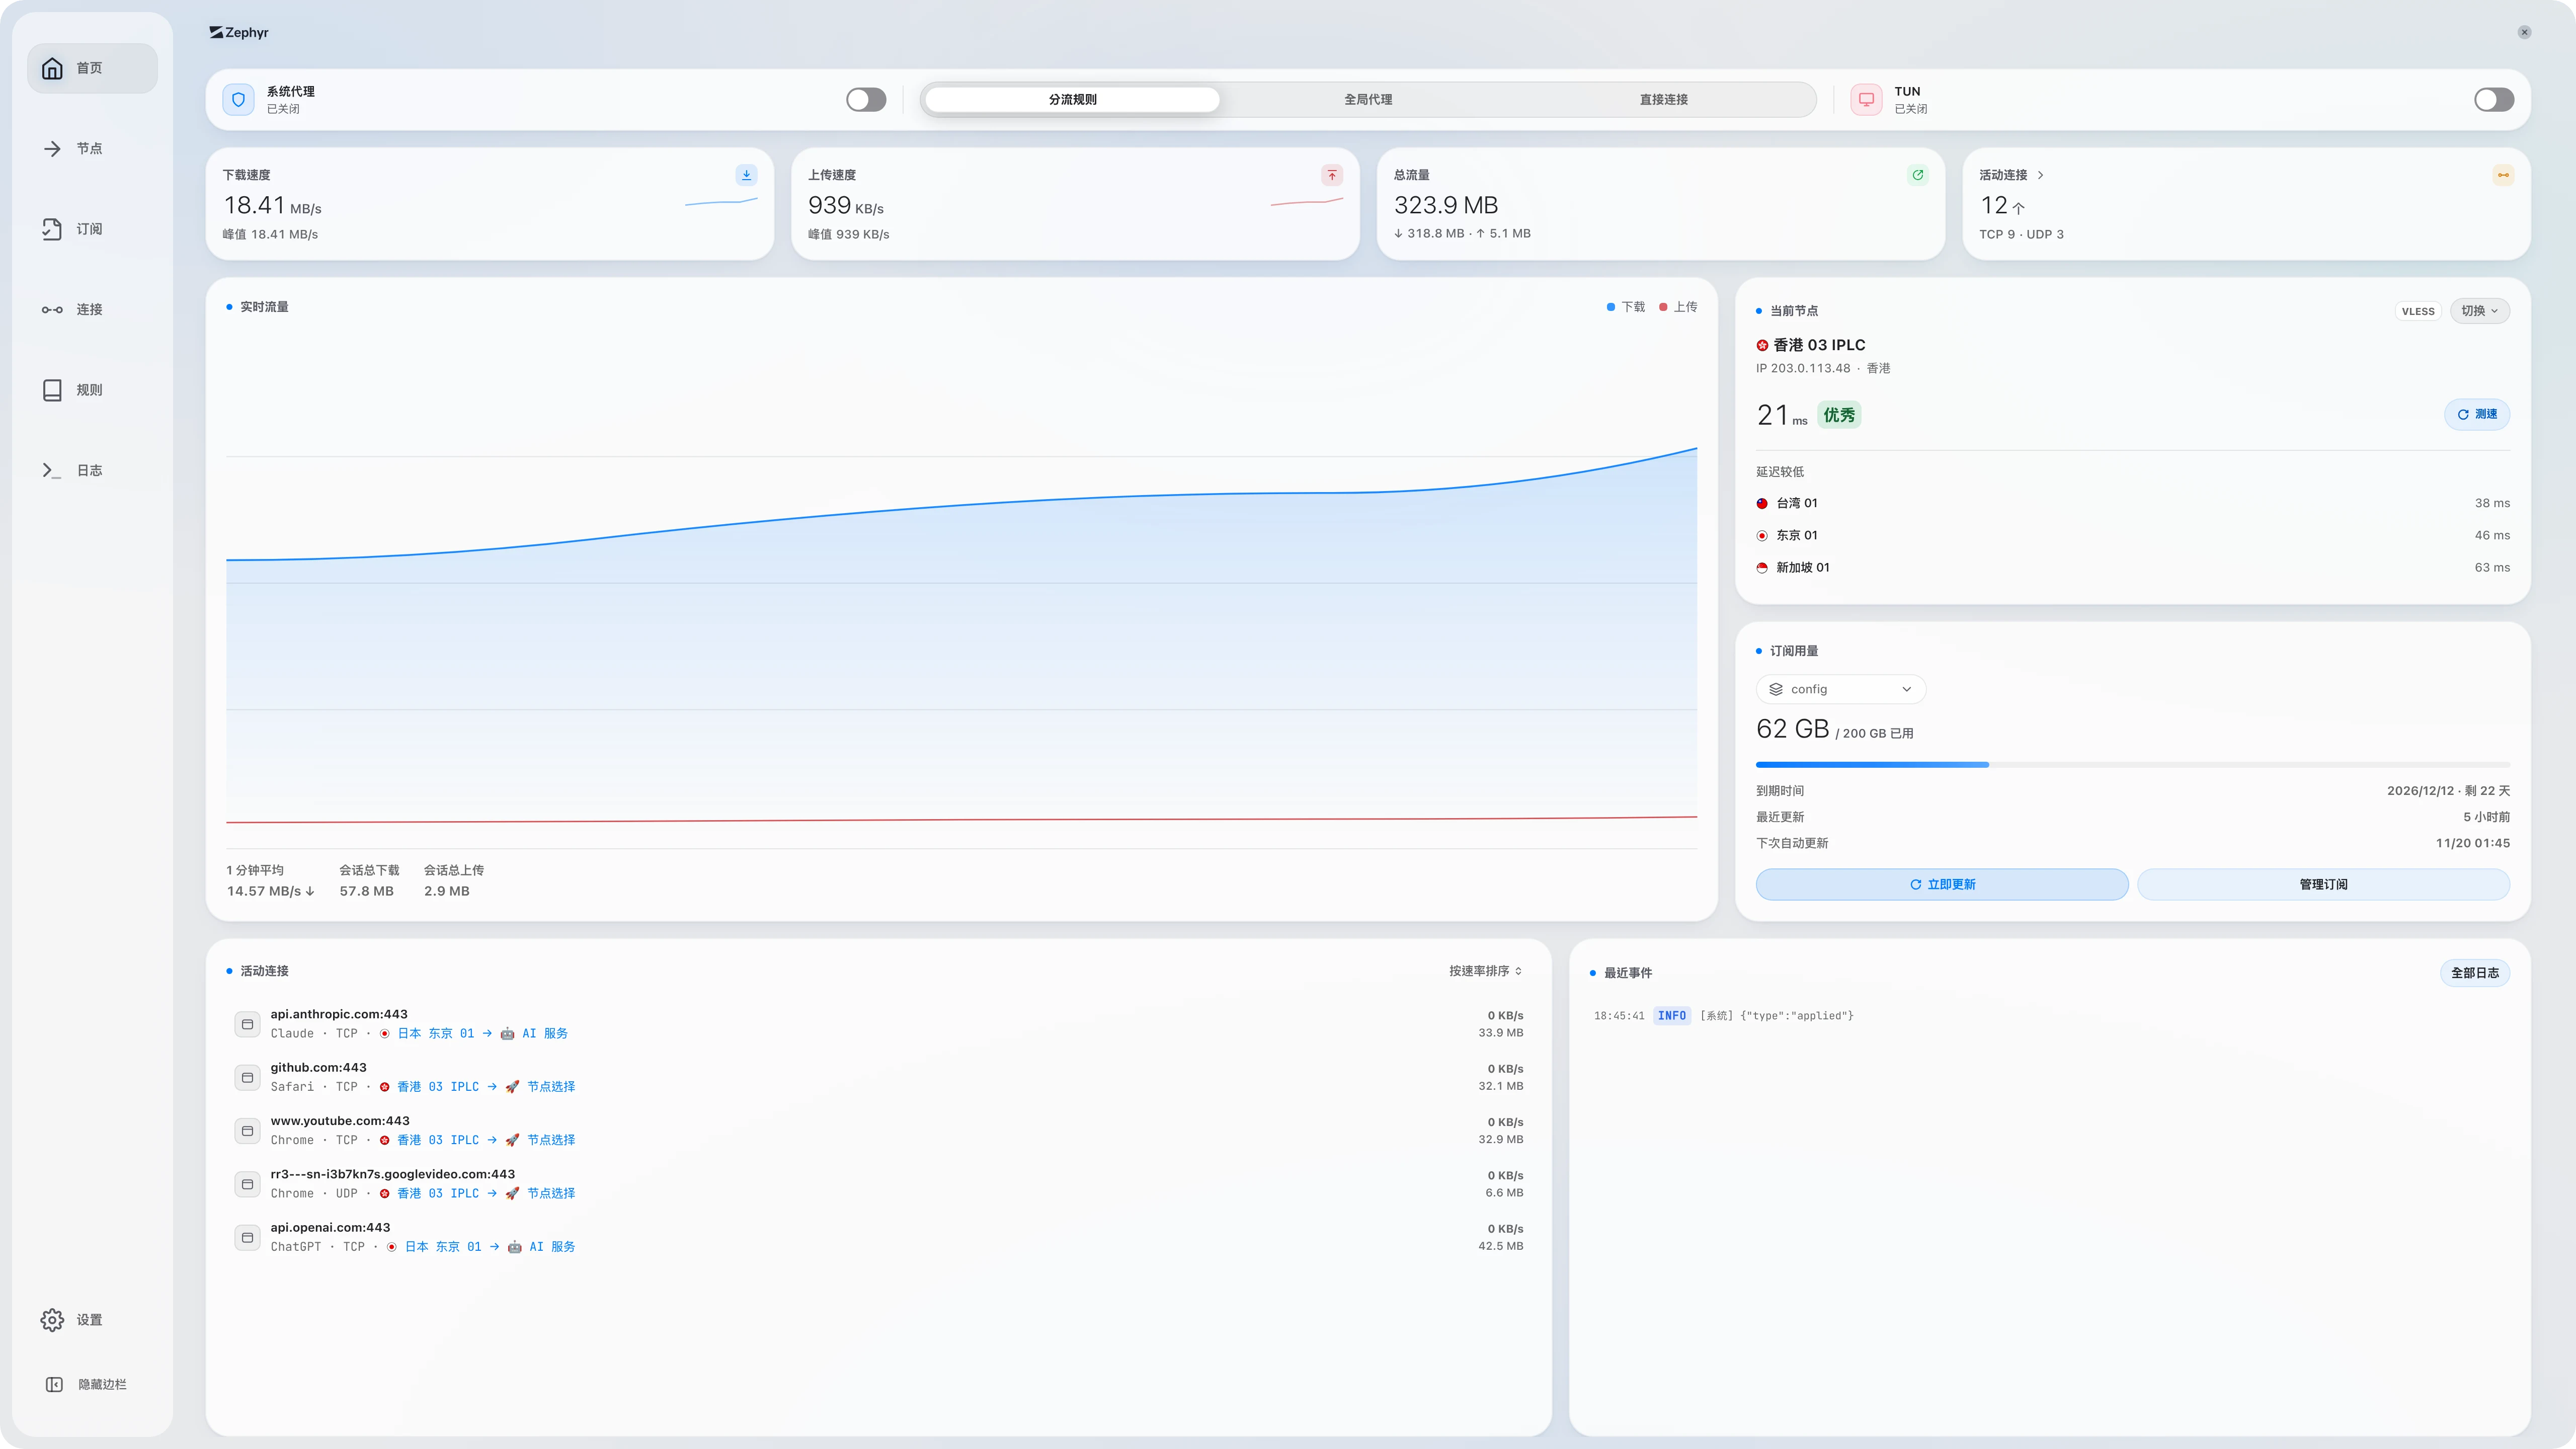 Zephyr
首页
节点
订阅
连接
规则
日志
设置
隐藏边栏
系统代理
已关闭
分流规则
全局代理
直接连接
TUN
已关闭
下载速度
18.41 MB/s
峰值 18.41 MB/s
上传速度
939 KB/s
峰值 939 KB/s
总流量
323.9 MB
↓ 318.8 MB · ↑ 5.1 MB
活动连接
12 个
TCP 9 · UDP 3
实时流量
下载 上传
1 分钟平均
14.57 MB/s ↓
会话总下载
57.8 MB
会话总上传
2.9 MB
当前节点
VLESS
切换
香港 03 IPLC
IP 203.0.113.48 · 香港
21 ms 优秀
测速
延迟较低
台湾 01 38 ms
东京 01 46 ms
新加坡 01 63 ms
订阅用量
config
62 GB / 200 GB 已用
到期时间 2026/12/12 · 剩 22 天
最近更新 5 小时前
下次自动更新 11/20 01:45
立即更新
管理订阅
活动连接
按速率排序
api.anthropic.com:443 0 KB/s
Claude · TCP · 日本 东京 01 → 🤖 AI 服务 33.9 MB
github.com:443 0 KB/s
Safari · TCP · 香港 03 IPLC → 🚀 节点选择 32.1 MB
www.youtube.com:443 0 KB/s
Chrome · TCP · 香港 03 IPLC → 🚀 节点选择 32.9 MB
rr3---sn-i3b7kn7s.googlevideo.com:443 0 KB/s
Chrome · UDP · 香港 03 IPLC → 🚀 节点选择 6.6 MB
api.openai.com:443 0 KB/s
ChatGPT · TCP · 日本 东京 01 → 🤖 AI 服务 42.5 MB
最近事件
全部日志
18:45:41 INFO [系统] {"type":"applied"}